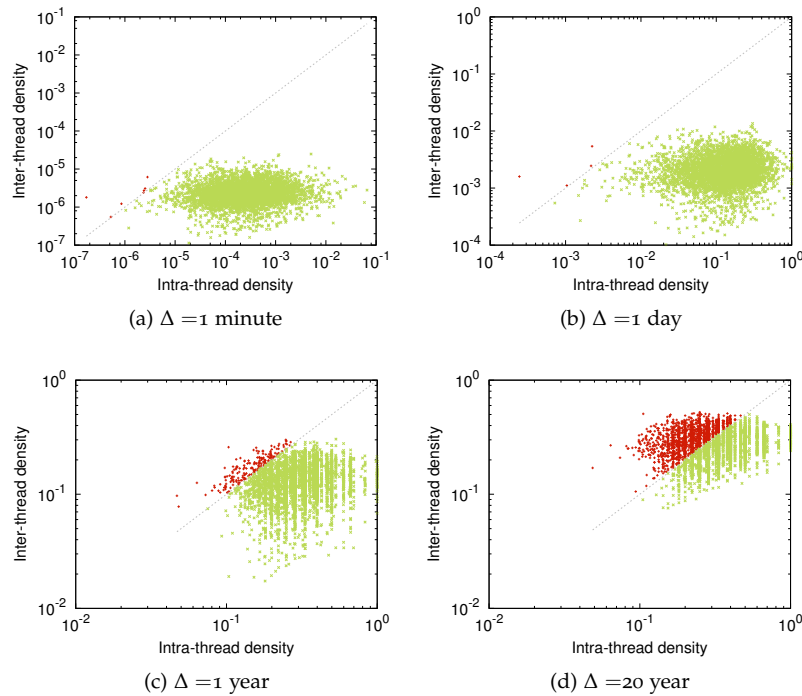 10^-1
10^-2
10^-3
10^-4
10^-5
10^-6
10^-7
Inter-thread density
10^-7 10^-6 10^-5 10^-4 10^-3 10^-2 10^-1
Intra-thread density
(a) Δ =1 minute
10^0
10^-1
10^-2
10^-3
10^-4
Inter-thread density
10^-4 10^-3 10^-2 10^-1 10^0
Intra-thread density
(b) Δ =1 day
10^0
10^-1
10^-2
Inter-thread density
10^-2 10^-1 10^0
Intra-thread density
(c) Δ =1 year
10^0
10^-1
10^-2
Inter-thread density
10^-2 10^-1 10^0
Intra-thread density
(d) Δ =20 year